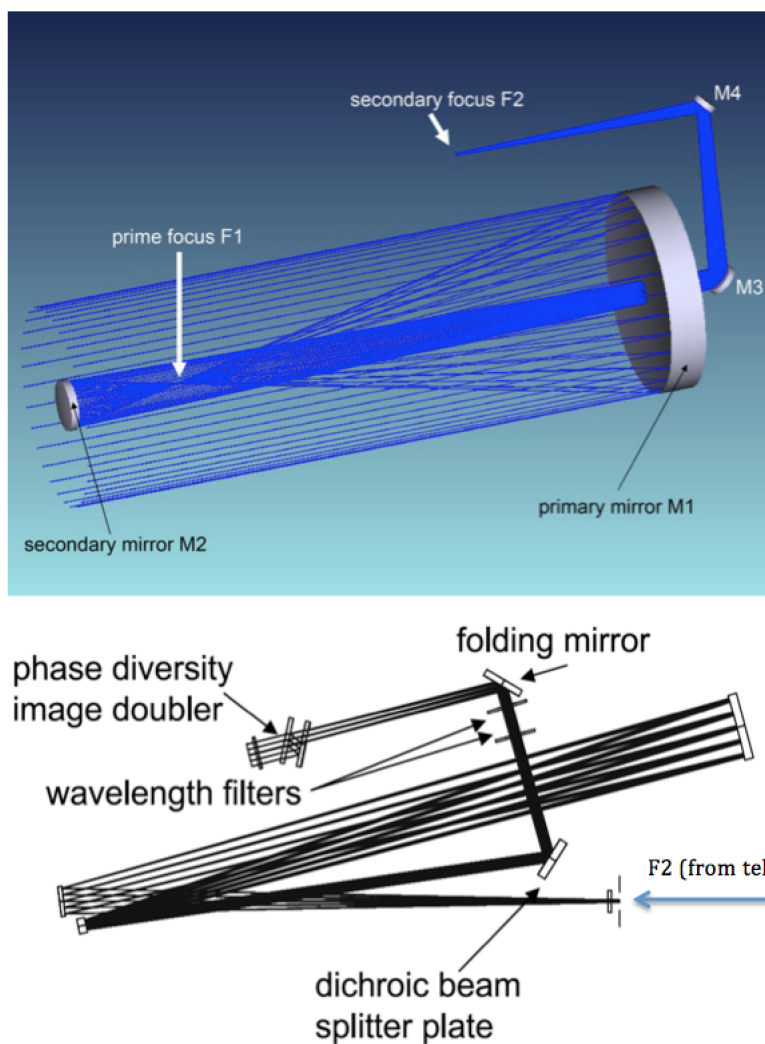 secondary focus F2
M4
prime focus F1
M3
primary mirror M1
secondary mirror M2
folding mirror
phase diversity
image doubler
wavelength filters
F2 (from tel
dichroic beam
splitter plate